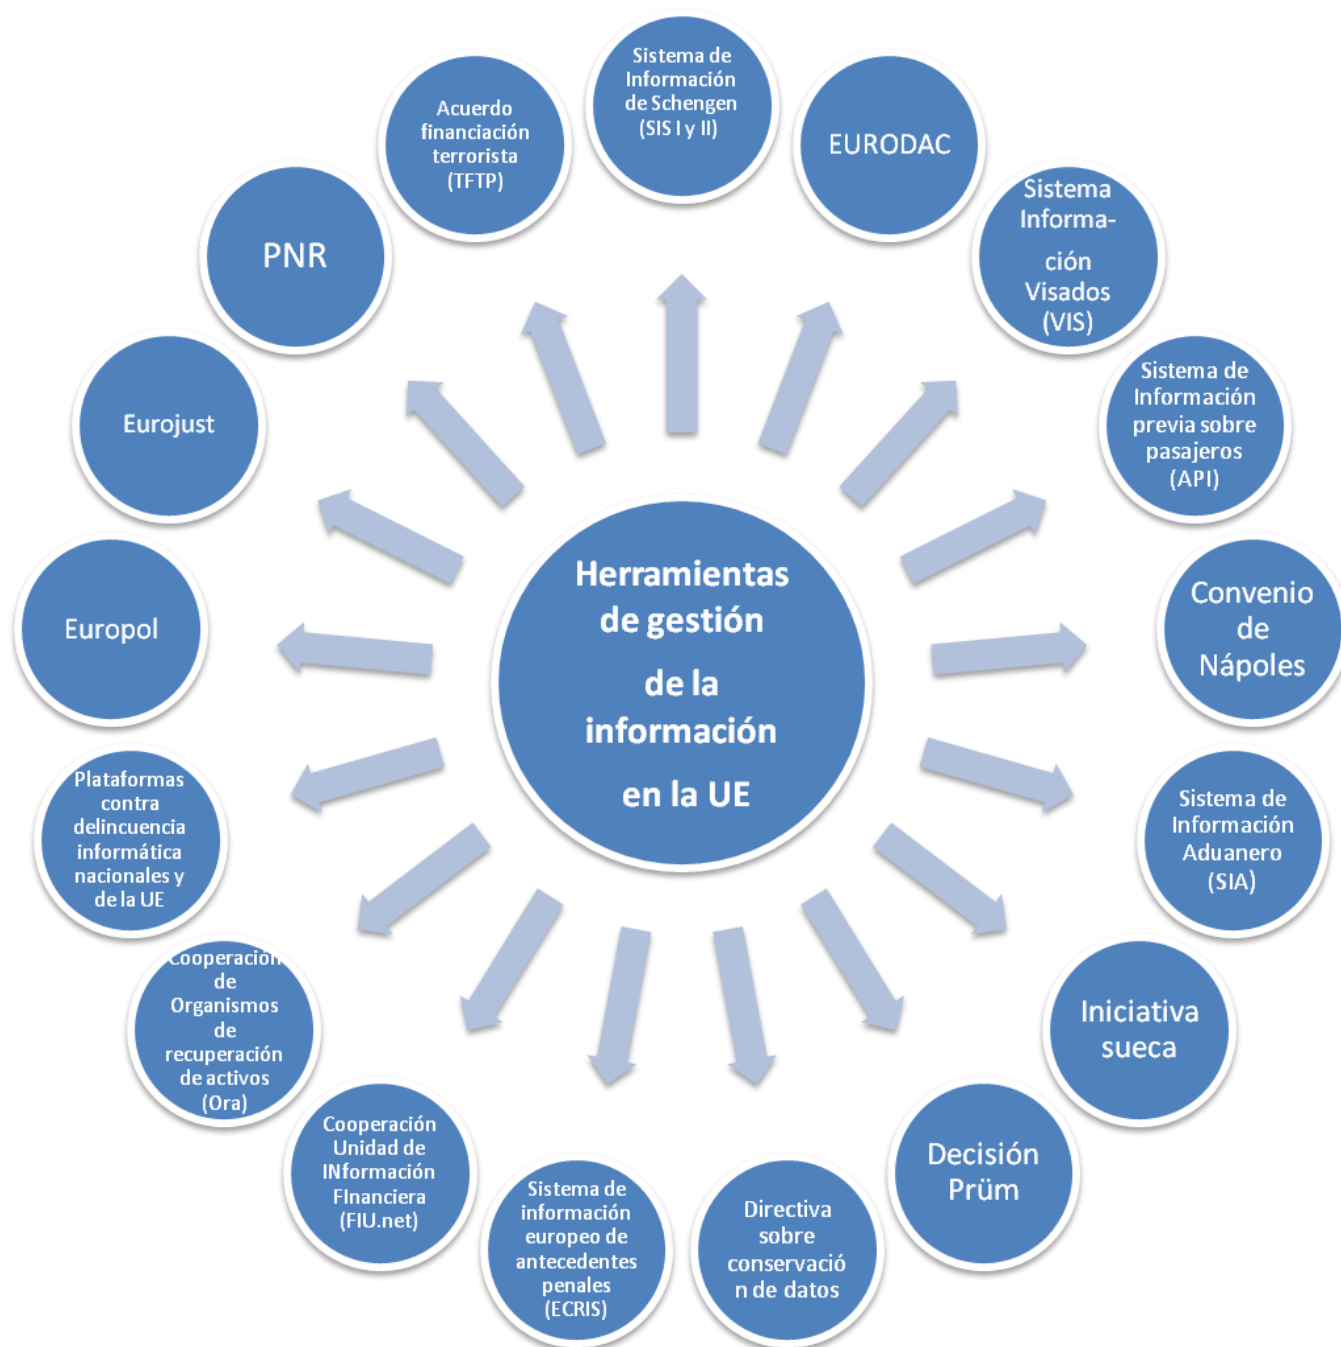 Sistema de
Información
de Schengen
(SIS I y II)
EURODAC
Sistema
Informa-
ción
Visados
(VIS)
Sistema de
Información
previa sobre
pasajeros
(API)
Convenio
de
Nápoles
Sistema de
Información
Aduanero
(SIA)
Iniciativa
sueca
Decisión
Prüm
Directiva
sobre
conservació
n de datos
Sistema de
información
europeo de
antecedentes
penales
(ECRIS)
Cooperación
Unidad de
INformación
FInanciera
(FIU.net)
Cooperación
de
Organismos
de
recuperación
de activos
(Ora)
Plataformas
contra
delincuencia
informática
nacionales y
de la UE
Europol
Eurojust
PNR
Acuerdo
financiación
terrorista
(TFTP)
Herramientas
de gestión
de la
información
en la UE